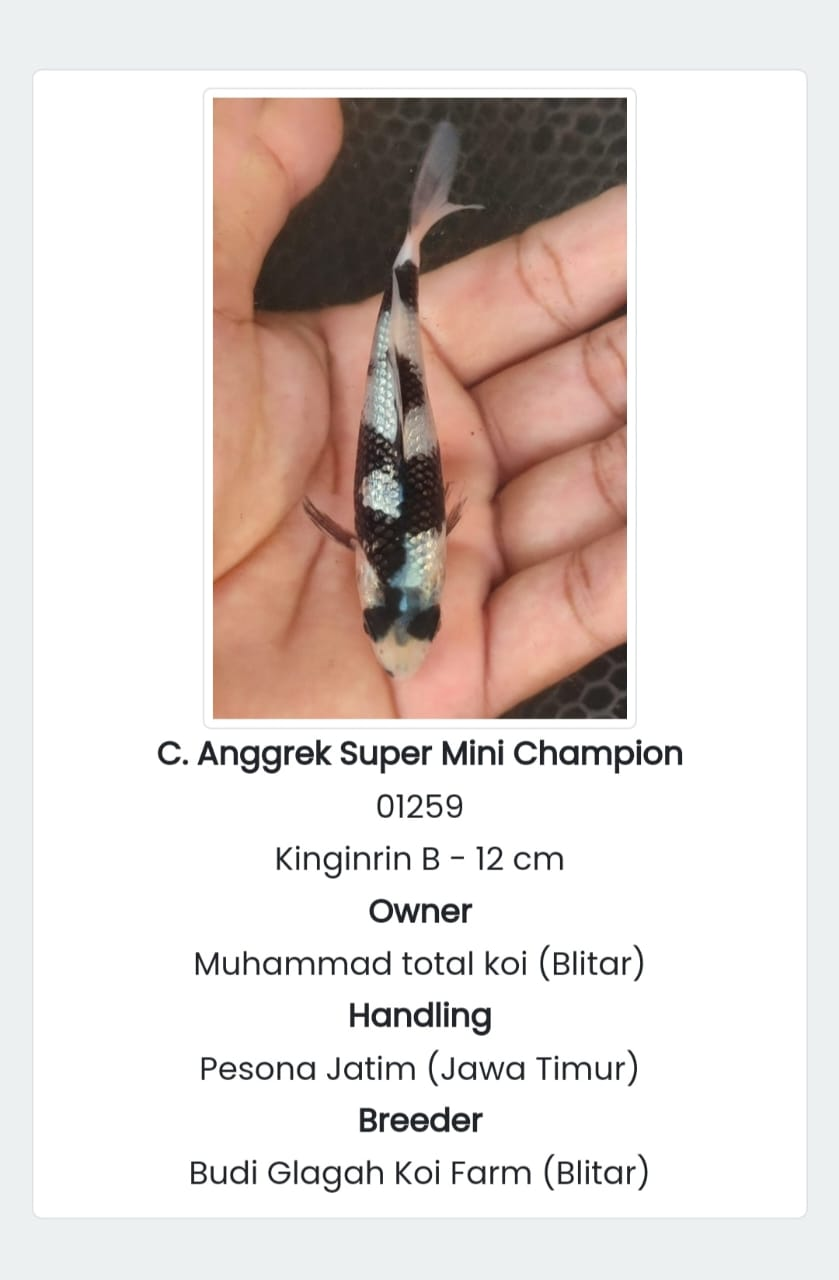 C. Anggrek Super Mini Champion
01259
Kinginrin B - 12 cm
Owner
Muhammad total koi (Blitar)
Handling
Pesona Jatim (Jawa Timur)
Breeder
Budi Glagah Koi Farm (Blitar)